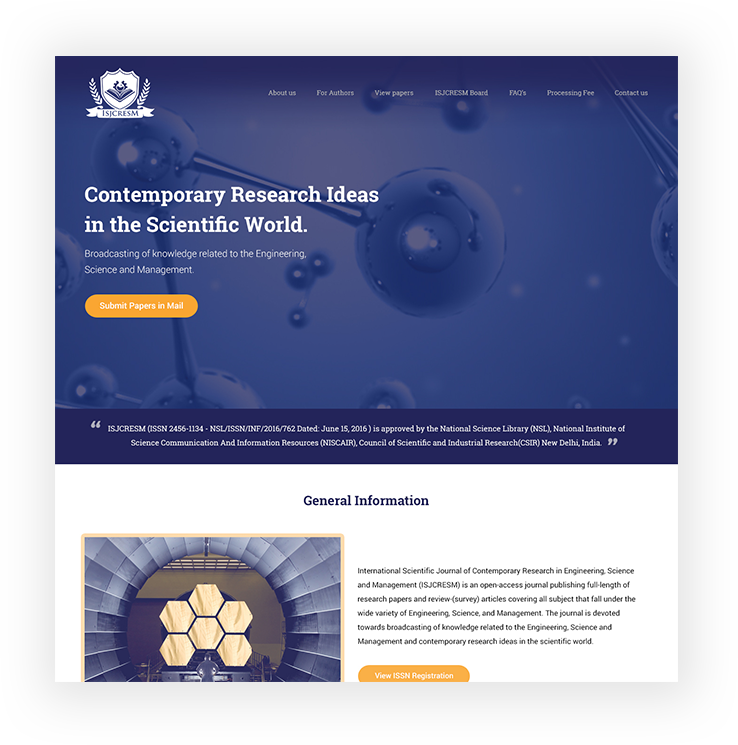 ISJCRESM
About us
For Authors
View papers
ISJCRESM Board
FAQ's
Processing Fee
Contact us
Contemporary Research Ideas
in the Scientific World.
Broadcasting of knowledge related to the Engineering,
Science and Management.
Submit Papers in Mail
“ ISJCRESM (ISSN 2456-1134 - NSL/ISSN/INF/2016/762 Dated: June 15, 2016 ) is approved by the National Science Library (NSL), National Institute of
Science Communication And Information Resources (NISCAIR), Council of Scientific and Industrial Research(CSIR) New Delhi, India. ”
General Information
International Scientific Journal of Contemporary Research in Engineering, Science
and Management (ISJCRESM) is an open-access journal publishing full-length of
research papers and review-(survey) articles covering all subject that fall under the
wide variety of Engineering, Science, and Management. The journal is devoted
towards broadcasting of knowledge related to the Engineering, Science and
Management and contemporary research ideas in the scientific world.
View ISSN Registration